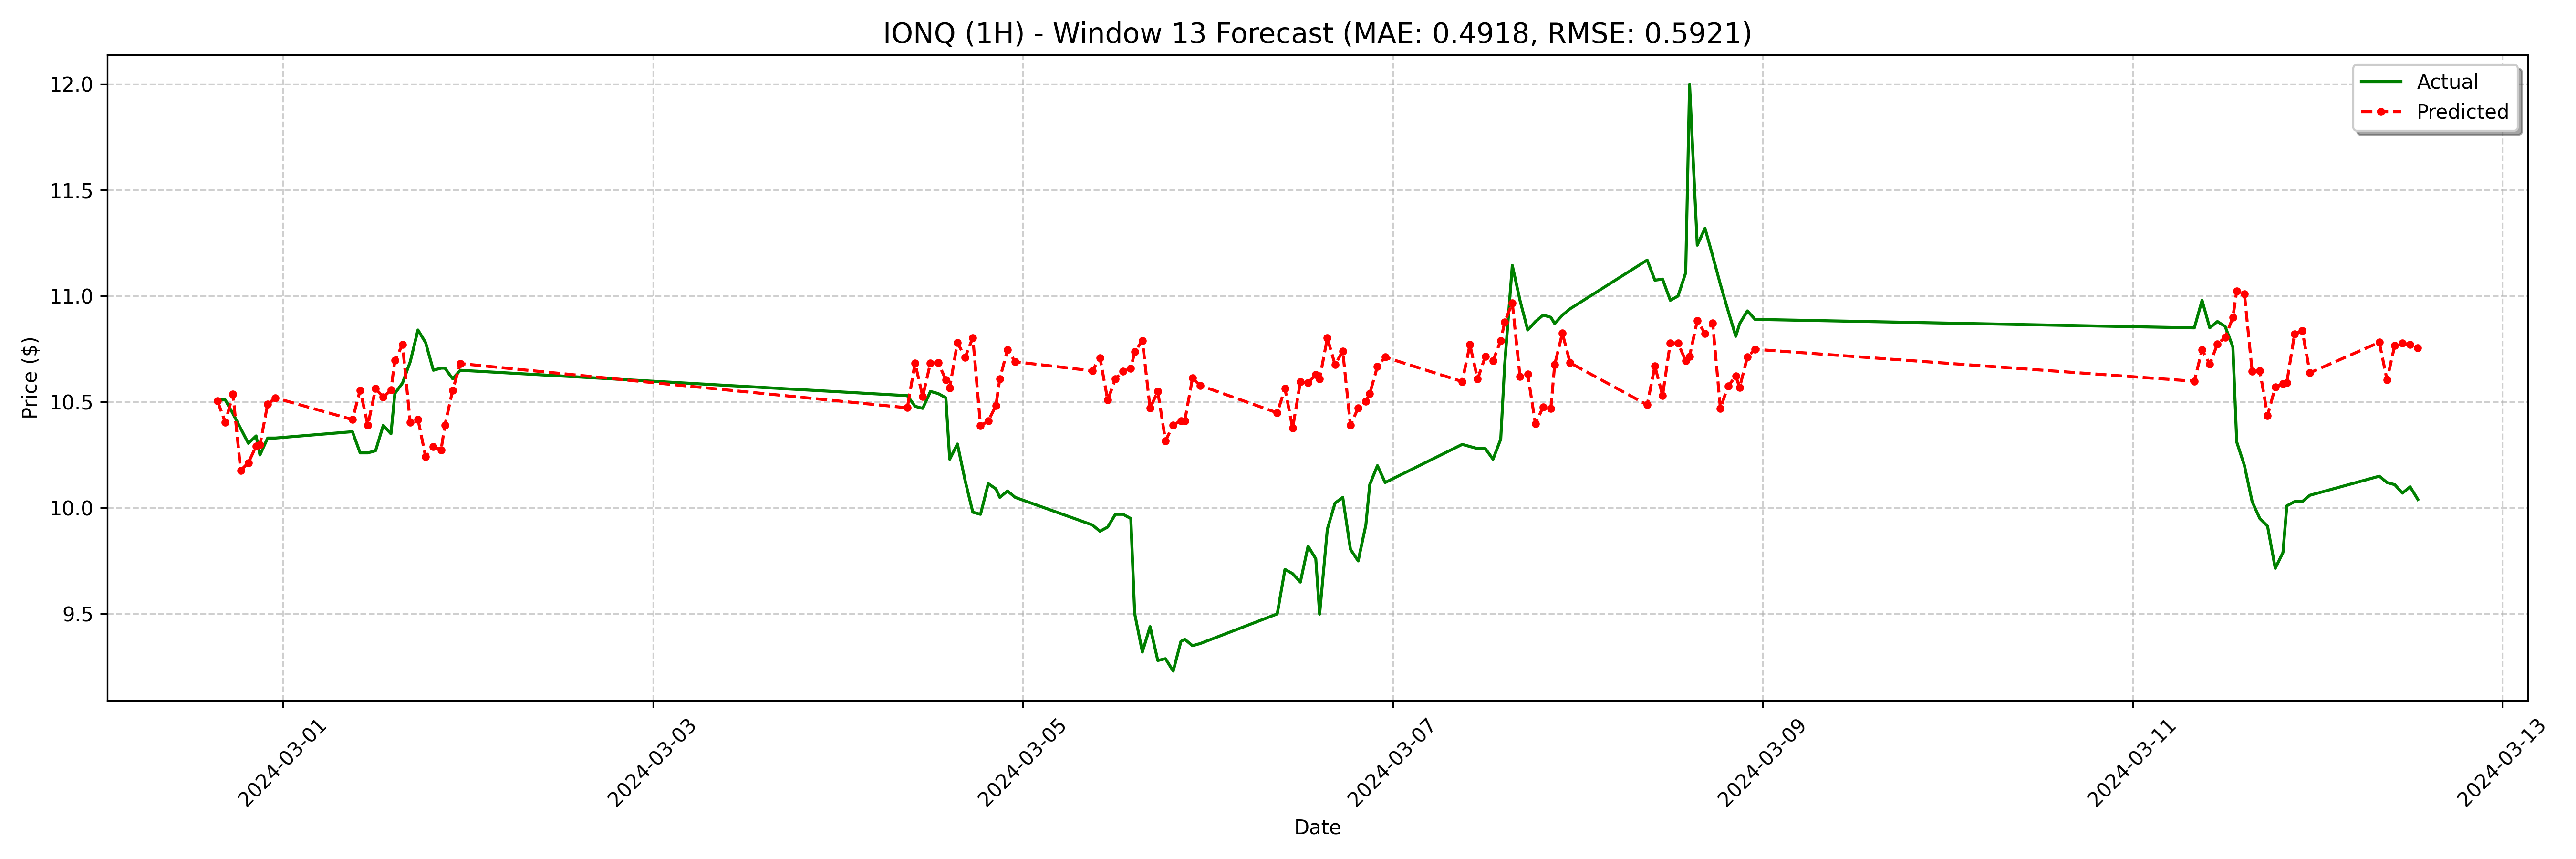 IONQ (1H) - Window 13 Forecast (MAE: 0.4918, RMSE: 0.5921)
Actual
Predicted
Price ($)
12.0
11.5
11.0
10.5
10.0
9.5
2024-03-01
2024-03-03
2024-03-05
2024-03-07
2024-03-09
2024-03-11
2024-03-13
Date